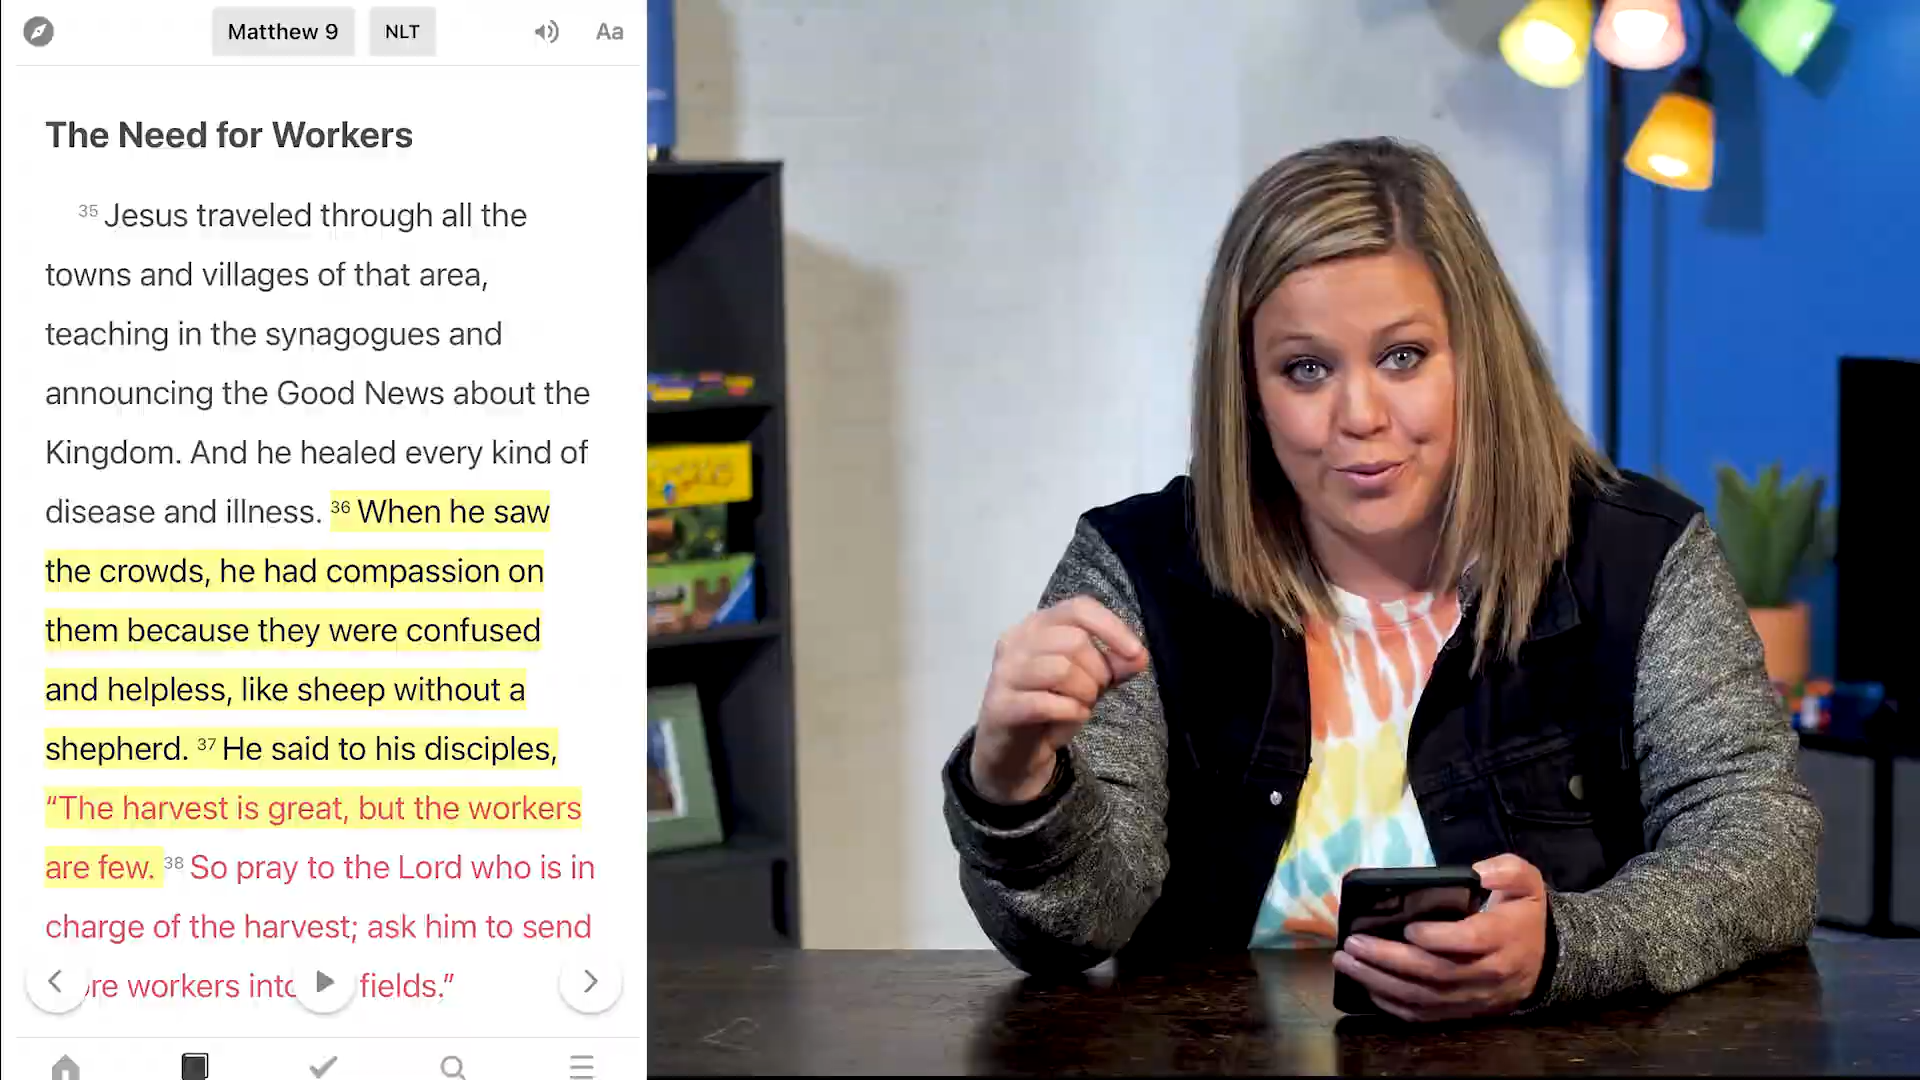 Matthew 9 NLT Aa
The Need for Workers
35 Jesus traveled through all the
towns and villages of that area,
teaching in the synagogues and
announcing the Good News about the
Kingdom. And he healed every kind of
disease and illness. 36 When he saw
the crowds, he had compassion on
them because they were confused
and helpless, like sheep without a
shepherd. 37 He said to his disciples,
“The harvest is great, but the workers
are few. 38 So pray to the Lord who is in
charge of the harvest; ask him to send
workers fields.”